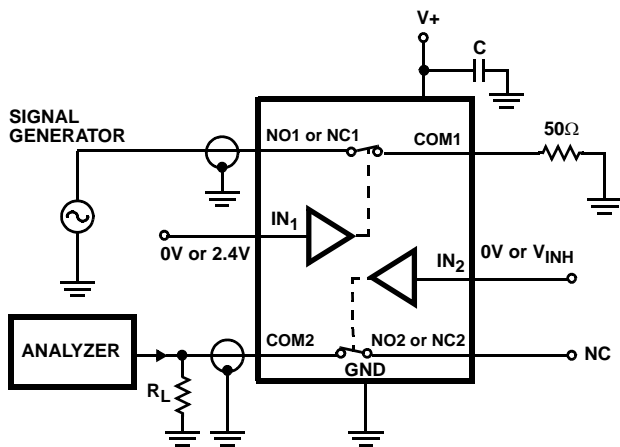 V+
C
SIGNAL
GENERATOR
NO1 or NC1
COM1
50Ω
IN1
0V or 2.4V
IN2
0V or VINH
COM2
NO2 or NC2
ANALYZER
NC
GND
RL